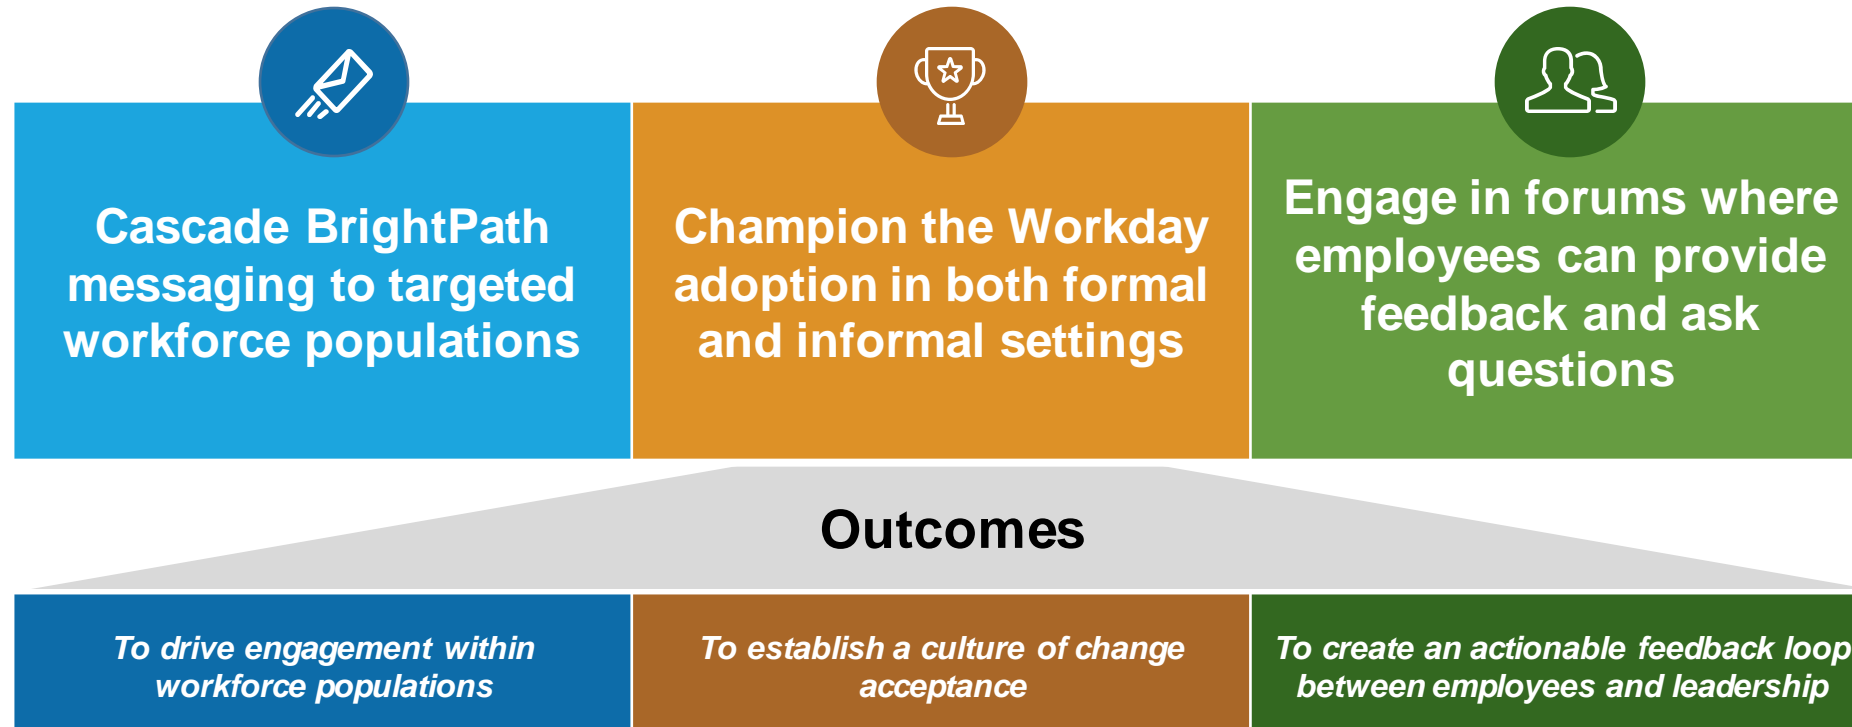 Cascade BrightPath
messaging to targeted
workforce populations
Champion the Workday
adoption in both formal
and informal settings
Engage in forums where
employees can provide
feedback and ask
questions
Outcomes
To drive engagement within
workforce populations
To establish a culture of change
acceptance
To create an actionable feedback loop
between employees and leadership